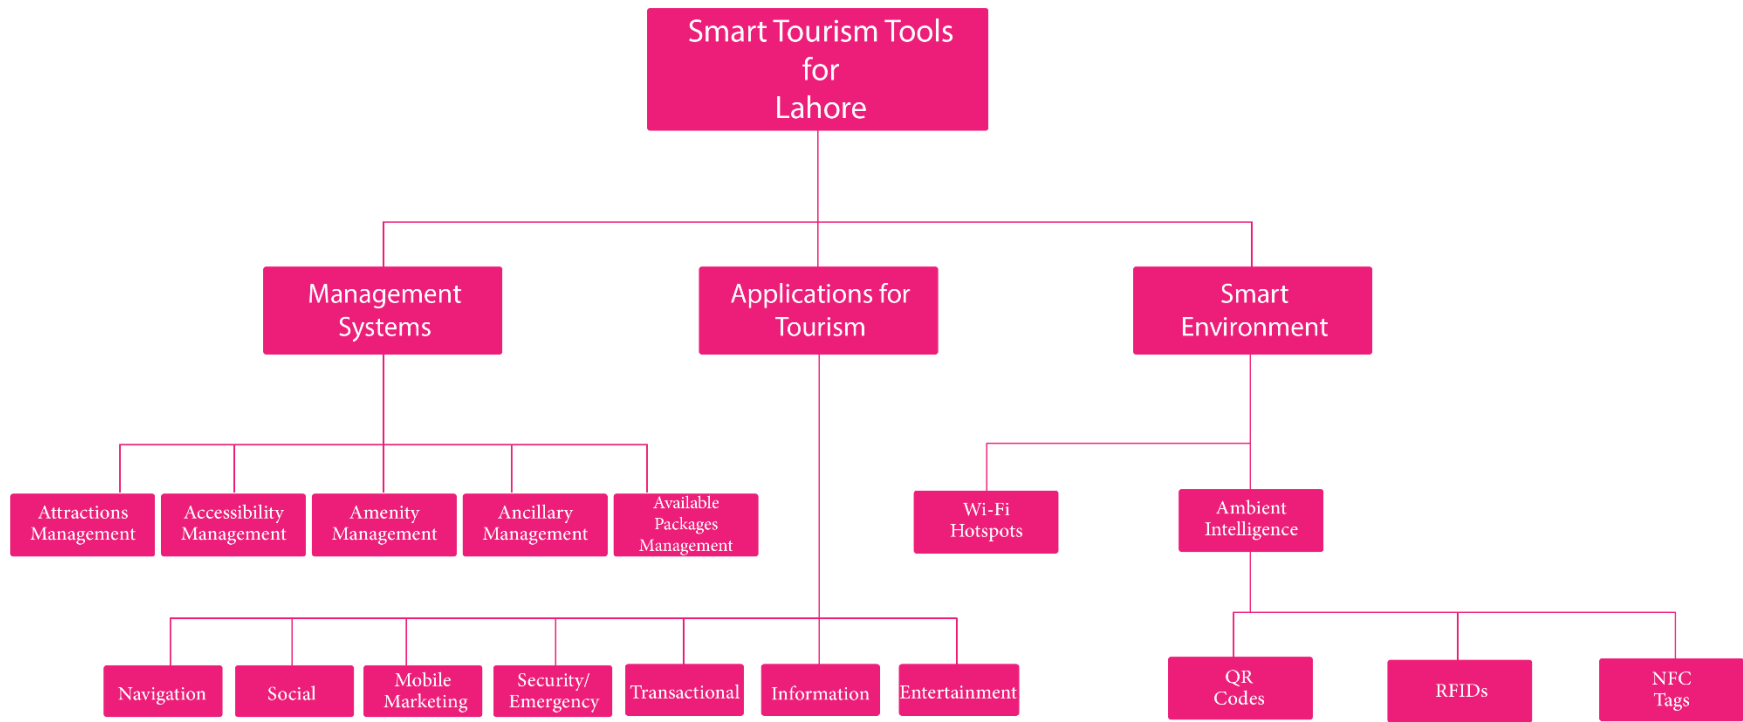 Smart Tourism Tools
for
Lahore
Management
Systems
Applications for
Tourism
Smart
Environment
Attractions
Management
Accessibility
Management
Amenity
Management
Ancillary
Management
Available
Packages
Management
Wi-Fi
Hotspots
Ambient
Intelligence
Navigation
Social
Mobile
Marketing
Security/
Emergency
Transactional
Information
Entertainment
QR
Codes
RFIDs
NFC
Tags